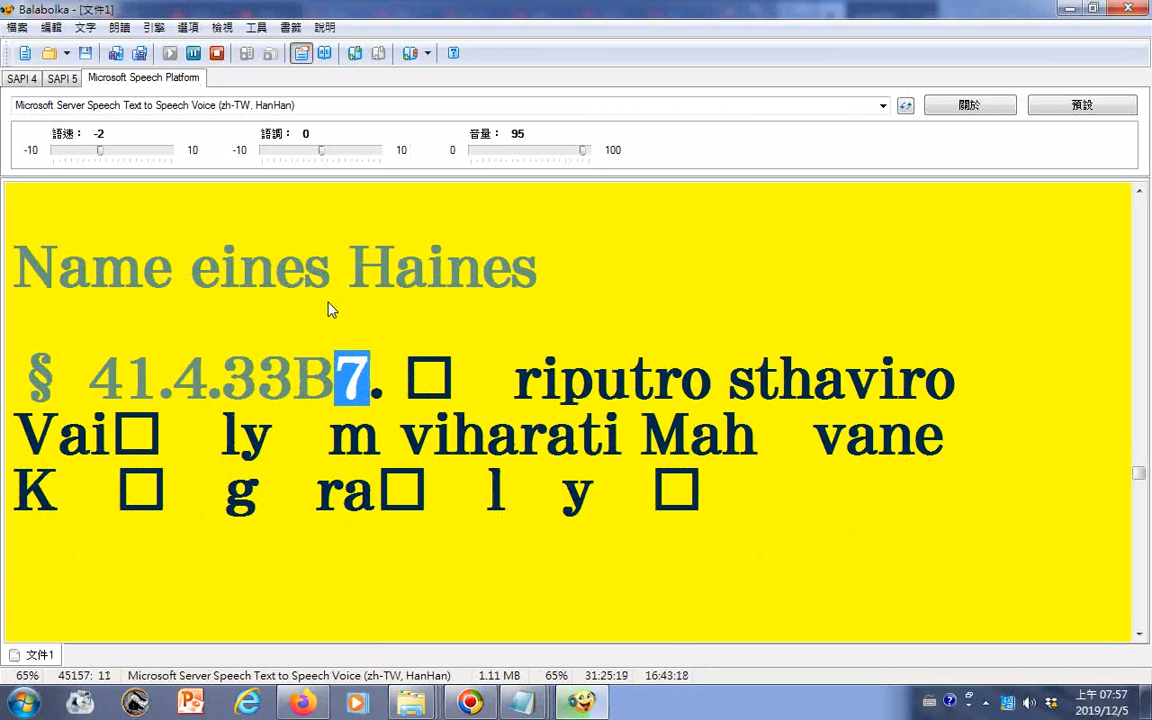 Balabolka - [文件1]
檔案 編輯 文字 朗讀 引擎 選項 檢視 工具 書籤 說明
SAPI 4 SAPI 5 Microsoft Speech Platform
Microsoft Server Speech Text to Speech Voice (zh-TW, HanHan) 關於 預設
語速： -2 語調： 0 音量： 95
-10 10 -10 10 0 100
Name eines Haines
§ 41.4.33B7. □ riputro sthaviro
Vai□ ly m viharati Mah vane
K □ g ra□ l y □
文件1
65% 45157: 11 Microsoft Server Speech Text to Speech Voice (zh-TW, HanHan) 1.11 MB 65% 31:25:19 16:43:18
上午 07:57
2019/12/5